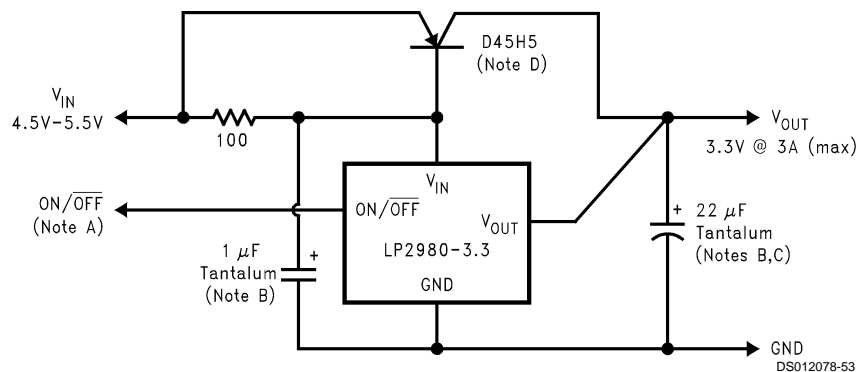 D45H5
(Note D)
VIN
4.5V–5.5V
100
VOUT
3.3V @ 3A (max)
VIN
ON/OFF
(Note A)
ON/OFF
VOUT
LP2980-3.3
GND
1 μF
Tantalum
(Note B)
+
+
22 μF
Tantalum
(Notes B,C)
GND
DS012078-53